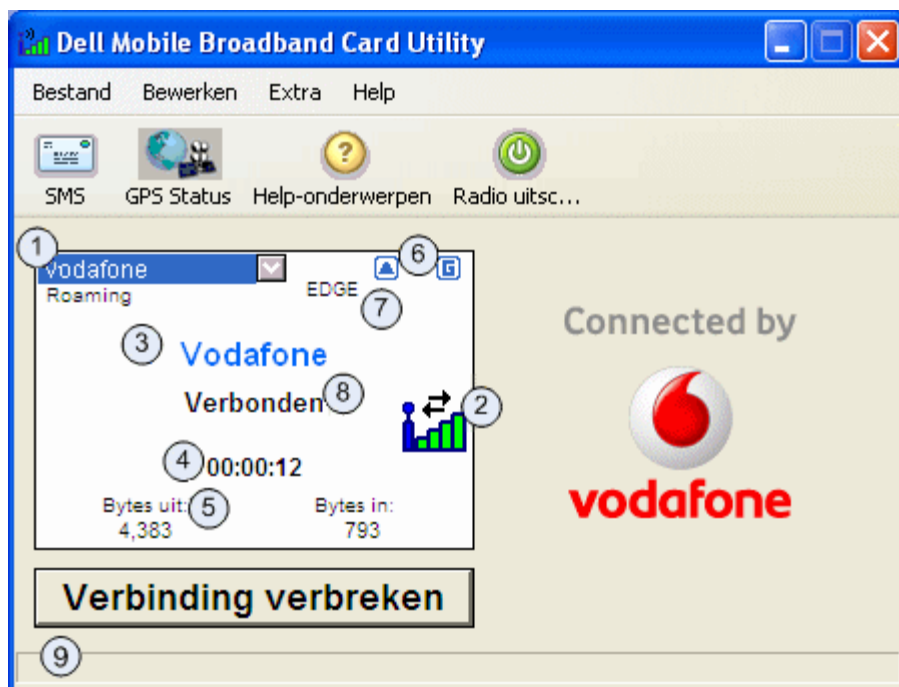 Dell Mobile Broadband Card Utility
Bestand Bewerken Extra Help
SMS GPS Status Help-onderwerpen Radio uitsc...
1
Vodafone
6
G
Roaming
EDGE
7
3
Vodafone
Verbonden
8
2
4
00:00:12
Bytes uit:
5
Bytes in:
4,383
793
Verbinding verbreken
9
Connected by
vodafone